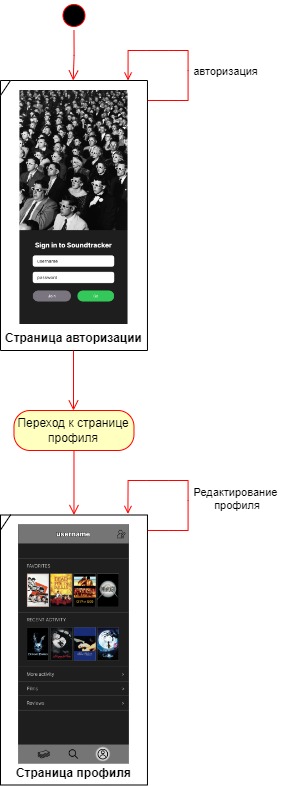 авторизация
Sign in to Soundtracker
username
password
Go
Страница авторизации
Переход к странице
профиля
Редактирование
профиля
username
FAVORITES
RECENT ACTIVITY
More activity
Films
Reviews
Страница профиля